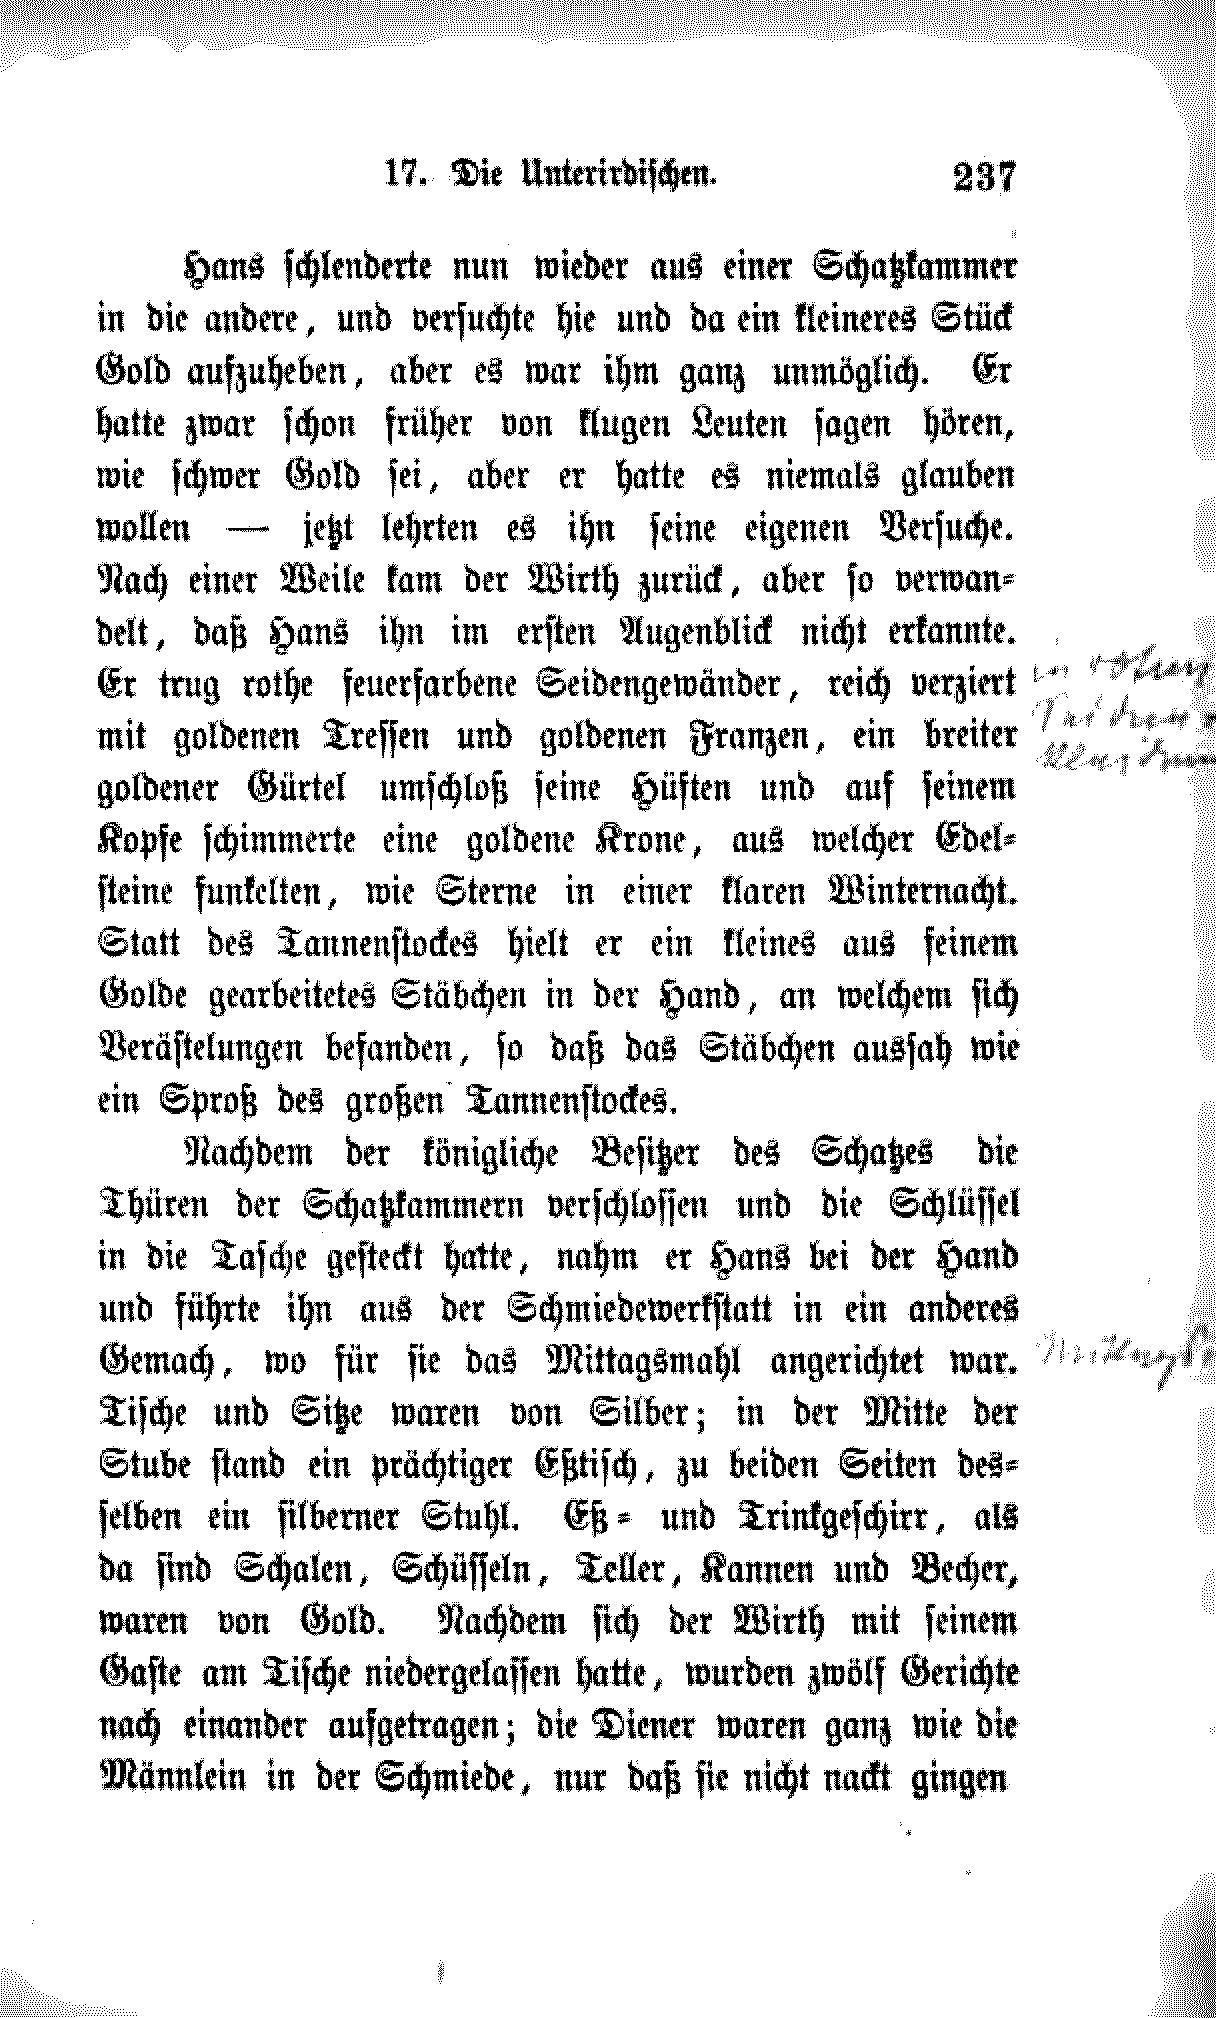 17. Die Unterirdischen.
237
Hans schlenderte nun wieder aus einer Schatzkammer
in die andere, und versuchte hie und da ein kleineres Stück
Gold aufzuheben, aber es war ihm ganz unmöglich. Er
hatte zwar schon früher von klugen Leuten sagen hören,
wie schwer Gold sei, aber er hatte es niemals glauben
wollen — jetzt lehrten es ihn seine eigenen Versuche.
Nach einer Weile kam der Wirth zurück, aber so verwan-
delt, daß Hans ihn im ersten Augenblick nicht erkannte.
Er trug rothe feuerfarbene Seidengewänder, reich verziert
mit goldenen Tressen und goldenen Franzen, ein breiter
goldener Gürtel umschloß seine Hüften und auf seinem
Kopfe schimmerte eine goldene Krone, aus welcher Edel-
steine funkelten, wie Sterne in einer klaren Winternacht.
Statt des Tannenstockes hielt er ein kleines aus feinem
Golde gearbeitetes Stäbchen in der Hand, an welchem sich
Verästelungen befanden, so daß das Stäbchen aussah wie
ein Sproß des großen Tannenstockes.
Nachdem der königliche Besitzer des Schatzes die
Thüren der Schatzkammern verschlossen und die Schlüssel
in die Tasche gesteckt hatte, nahm er Hans bei der Hand
und führte ihn aus der Schmiedewerkstatt in ein anderes
Gemach, wo für sie das Mittagsmahl angerichtet war.
Tische und Sitze waren von Silber; in der Mitte der
Stube stand ein prächtiger Eßtisch, zu beiden Seiten des-
selben ein silberner Stuhl. Eß- und Trinkgeschirr, als
da sind Schalen, Schüsseln, Teller, Kannen und Becher,
waren von Gold. Nachdem sich der Wirth mit seinem
Gaste am Tische niedergelassen hatte, wurden zwölf Gerichte
nach einander aufgetragen; die Diener waren ganz wie die
Männlein in der Schmiede, nur daß sie nicht nackt gingen